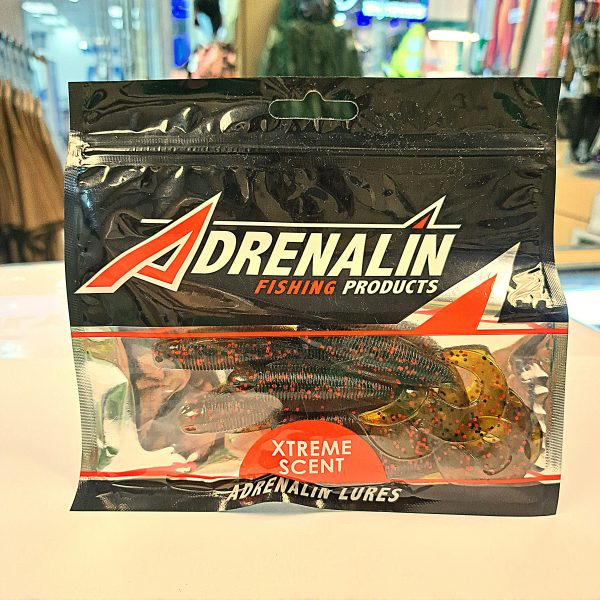 ADRENALIN
FISHING PRODUCTS
XTREME
SCENT
ADRENALIN LURES